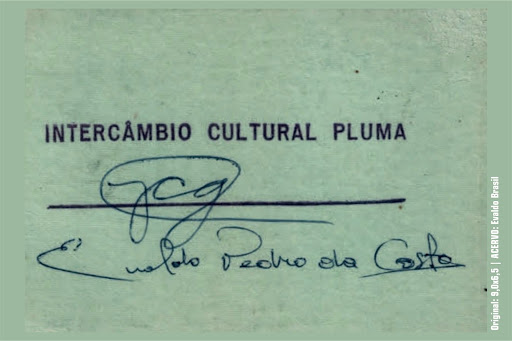 INTERCÂMBIO CULTURAL PLUMA
Evaldo Pedro da Costa
Original: 9,0x6,5 | ACERVO: Evaldo Brasil